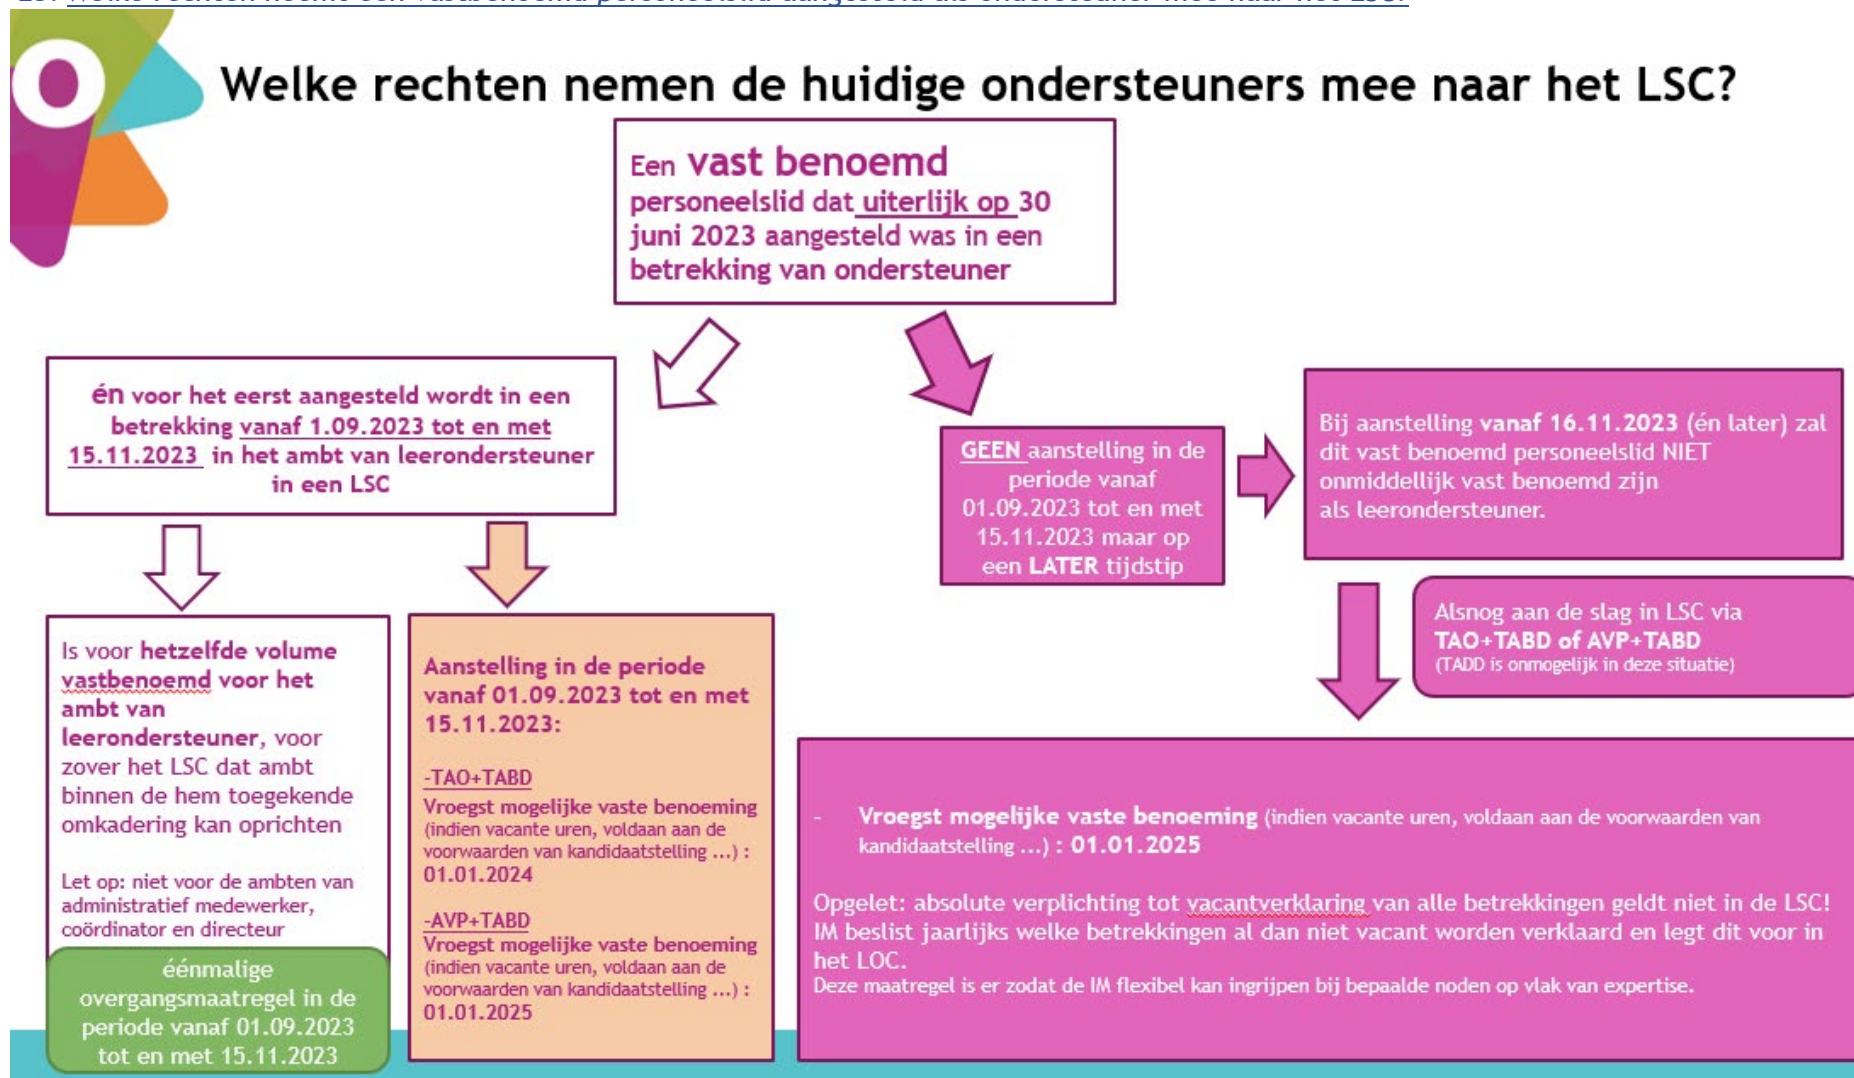 Welke rechten nemen de huidige ondersteuners mee naar het LSC?
Een vast benoemd
personeelslid dat uiterlijk op 30
juni 2023 aangesteld was in een
betrekking van ondersteuner
én voor het eerst aangesteld wordt in een
betrekking vanaf 1.09.2023 tot en met
15.11.2023 in het ambt van leerondersteuner
in een LSC
GEEN aanstelling in de
periode vanaf
01.09.2023 tot en met
15.11.2023 maar op
een LATER tijdstip
Bij aanstelling vanaf 16.11.2023 (én later) zal
dit vast benoemd personeelslid NIET
onmiddellijk vast benoemd zijn
als leerondersteuner.
Alsnog aan de slag in LSC via
TAO+TABD of AVP+TABD
(TADD is onmogelijk in deze situatie)
Is voor hetzelfde volume
vastbenoemd voor het
ambt van
leerondersteuner, voor
zover het LSC dat ambt
binnen de hem toegekende
omkadering kan oprichten
Let op: niet voor de ambten van
administratief medewerker,
coördinator en directeur
éénmalige
overgangsmaatregel in de
periode vanaf 01.09.2023
tot en met 15.11.2023
Aanstelling in de periode
vanaf 01.09.2023 tot en met
15.11.2023:
-TAO+TABD
Vroegst mogelijke vaste benoeming
(indien vacante uren, voldaan aan de
voorwaarden van kandidaatstelling ...) :
01.01.2024
-AVP+TABD
Vroegst mogelijke vaste benoeming
(indien vacante uren, voldaan aan de
voorwaarden van kandidaatstelling ...) :
01.01.2025
- Vroegst mogelijke vaste benoeming (indien vacante uren, voldaan aan de voorwaarden van
kandidaatstelling ...) : 01.01.2025
Opgelet: absolute verplichting tot vacantverklaring van alle betrekkingen geldt niet in de LSC!
IM beslist jaarlijks welke betrekkingen al dan niet vacant worden verklaard en legt dit voor in
het LOC.
Deze maatregel is er zodat de IM flexibel kan ingrijpen bij bepaalde noden op vlak van expertise.